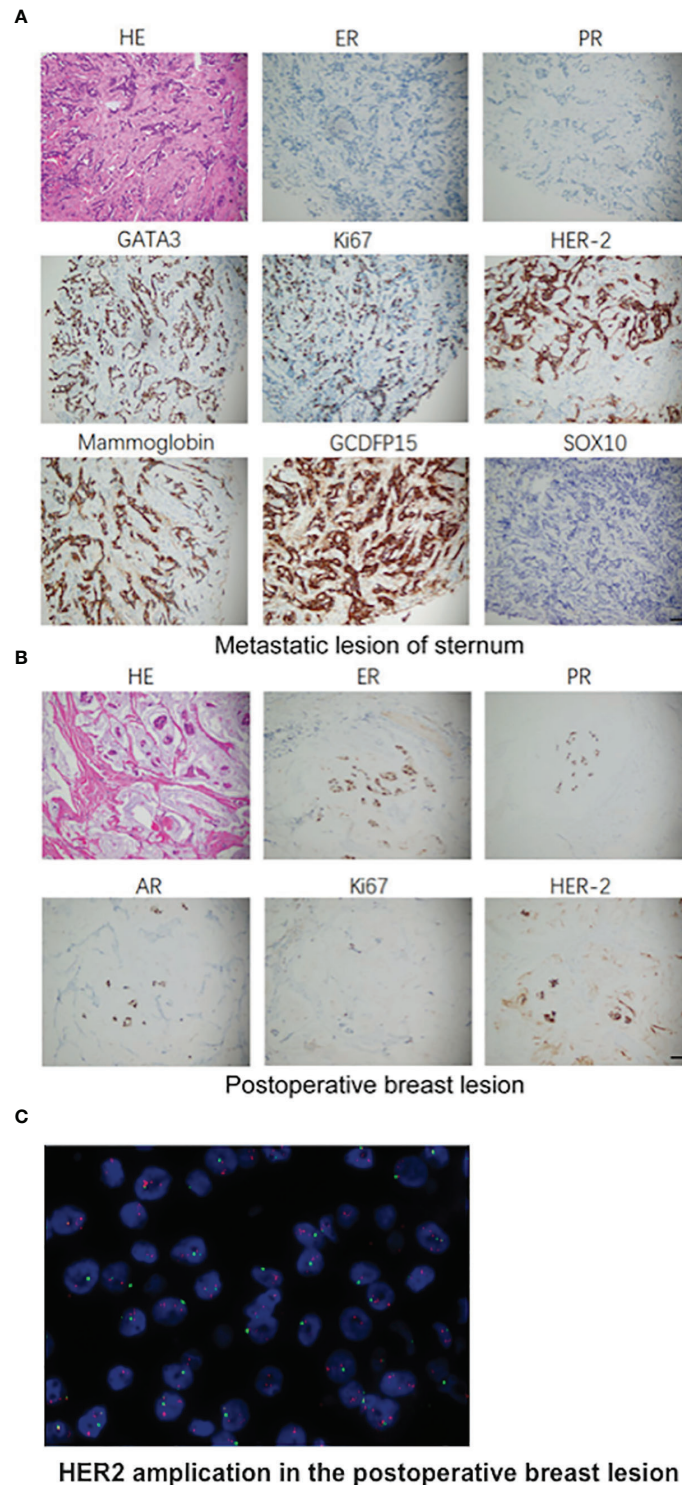 A
HE ER PR
GATA3 Ki67 HER-2
Mammoglobin GCDFP15 SOX10
Metastatic lesion of sternum
B
HE ER PR
AR Ki67 HER-2
Postoperative breast lesion
C
HER2 amplication in the postoperative breast lesion